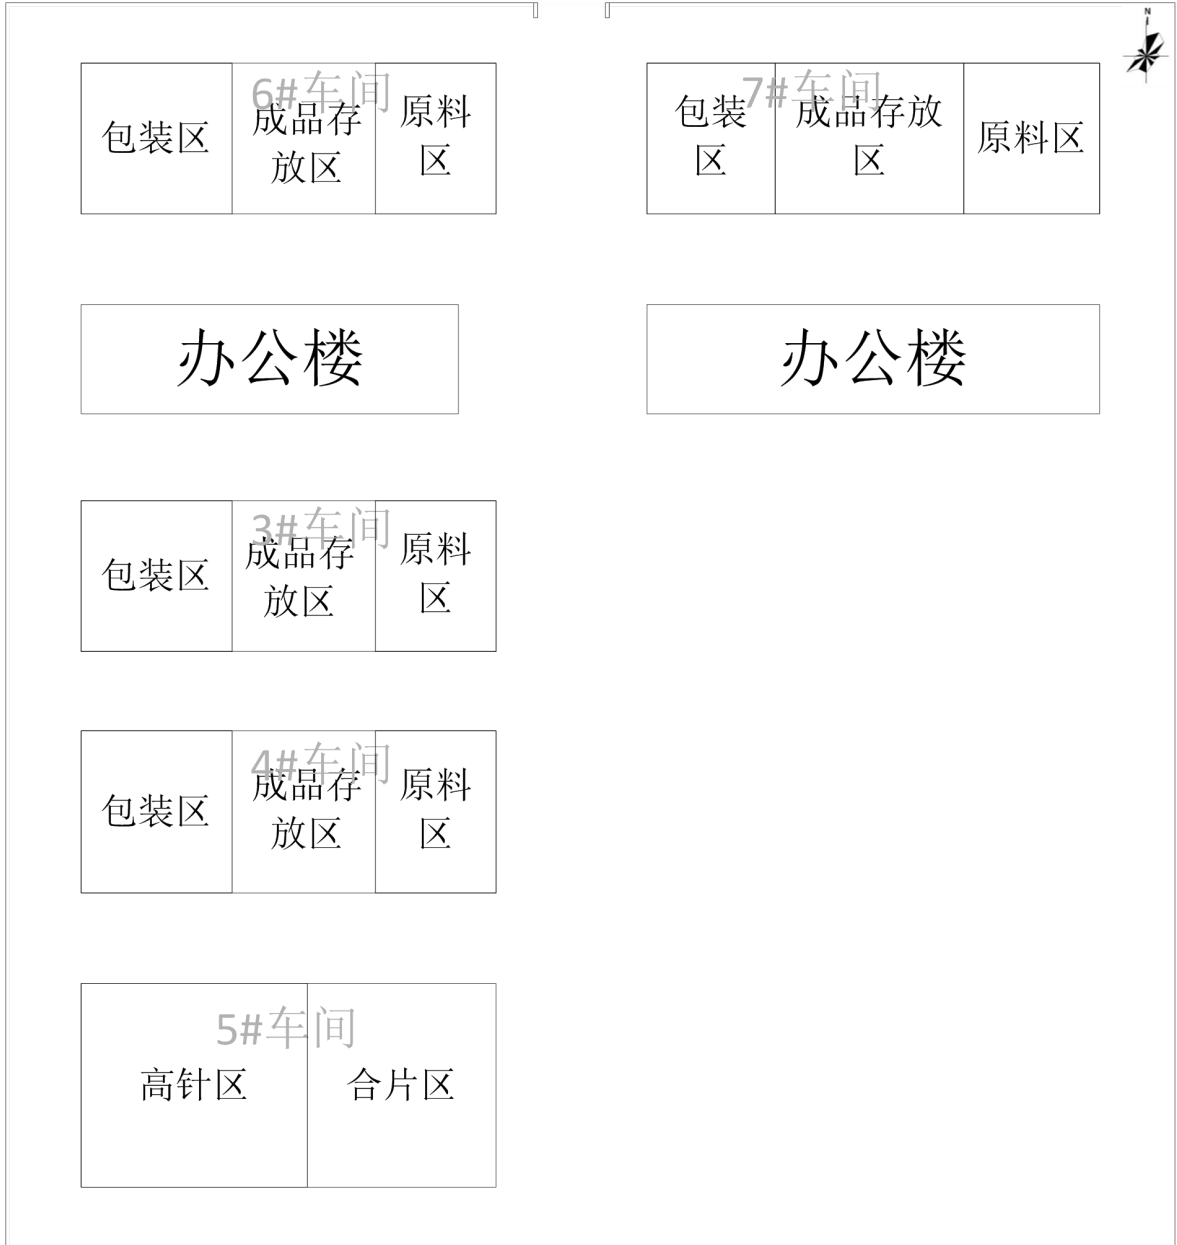 N
6#车间
包装区
成品存
放区
原料
区
7#车间
包装
区
成品存放
区
原料区
办公楼
办公楼
3#车间
包装区
成品存
放区
原料
区
4#车间
包装区
成品存
放区
原料
区
5#车间
高针区
合片区